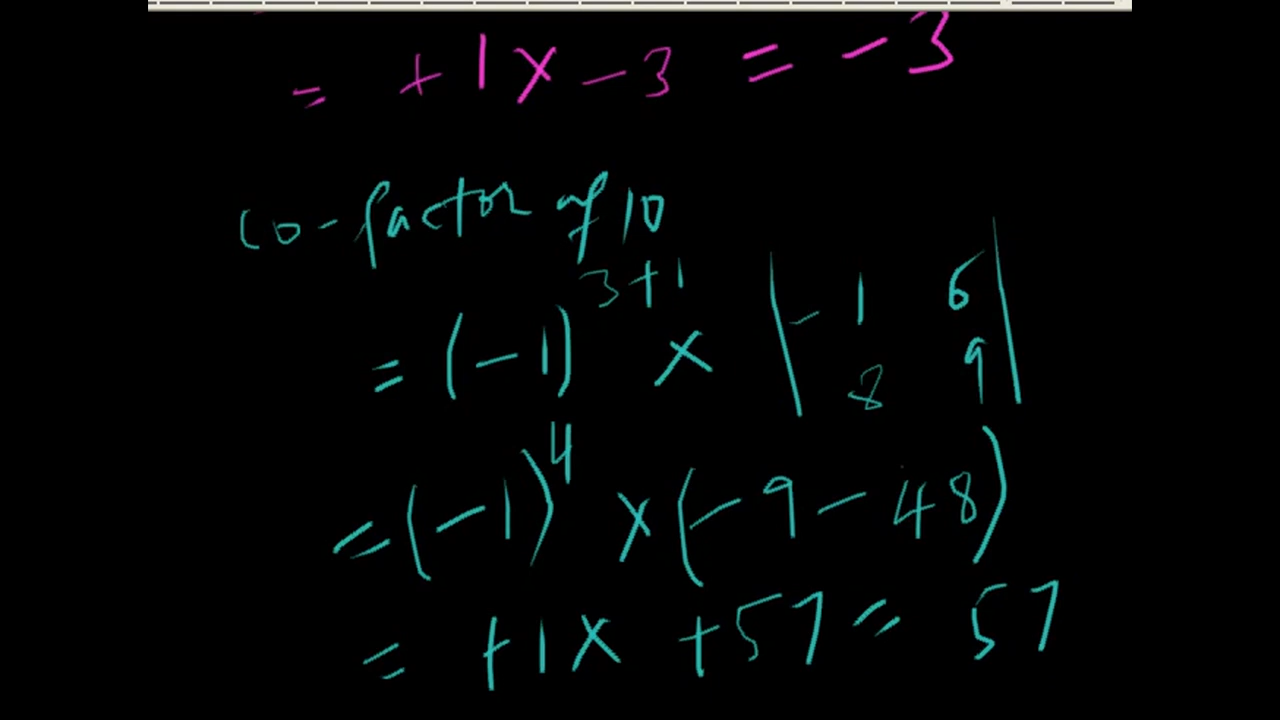 = +1 x -3 = -3
co-factor of 10
= (-1)^{3+1} x | -1 6 |
| 8 9 |
= (-1)^4 x (-9 - 48)
= +1 x +57 = 57